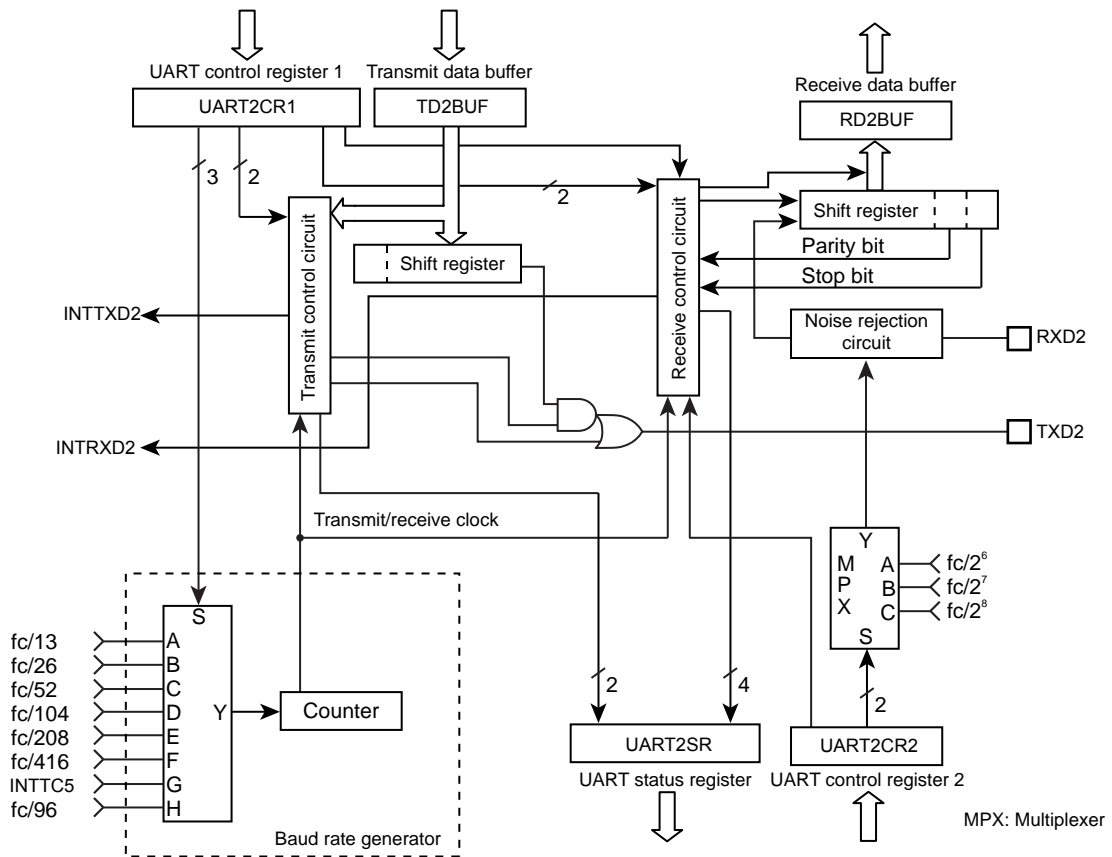 UART control register 1
Transmit data buffer
Receive data buffer
UART2CR1
TD2BUF
RD2BUF
3
2
2
Shift register
Transmit control circuit
Receive control circuit
Shift register
Parity bit
Stop bit
INTTXD2
Noise rejection
circuit
RXD2
INTRXD2
TXD2
Transmit/receive clock
Y
M
P
X
A
B
C
S
fc/2⁶
fc/2⁷
fc/2⁸
S
fc/13
A
fc/26
B
fc/52
C
fc/104
D
fc/208
E
fc/416
F
INTTC5
G
fc/96
H
Y
Counter
2
4
2
UART2SR
UART2CR2
UART status register
UART control register 2
Baud rate generator
MPX: Multiplexer